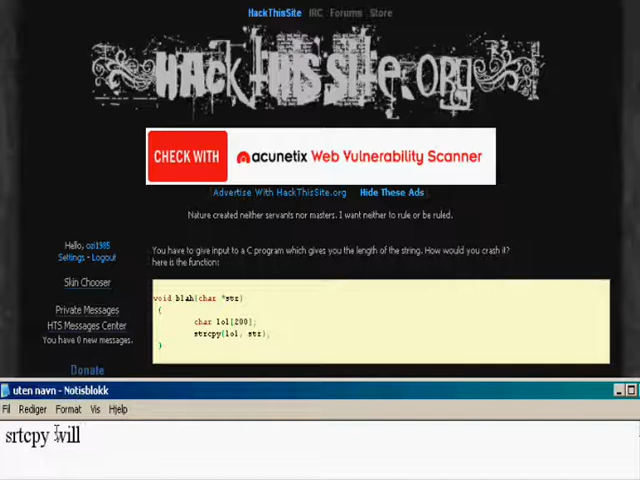 HackThisSite IRC Forums Store
HACKTHISSITE.ORG
CHECK WITH acunetix Web Vulnerability Scanner
Advertise With HackThisSite.org Hide These Ads
Nature created neither servants nor masters. I want neither to rule or be ruled.
Hello, ozi1985
Settings - Logout
Skin Chooser
Private Messages
HTS Messages Center
You have 0 new messages.
Donate
You have to give input to a C program which gives you the length of the string. How would you crash it?
here is the function:
void blah(char *str)
{
char lol[200];
strcpy(lol, str);
}
uten navn - Notisblokk
Fil Rediger Format Vis Hjelp
srtcpy will